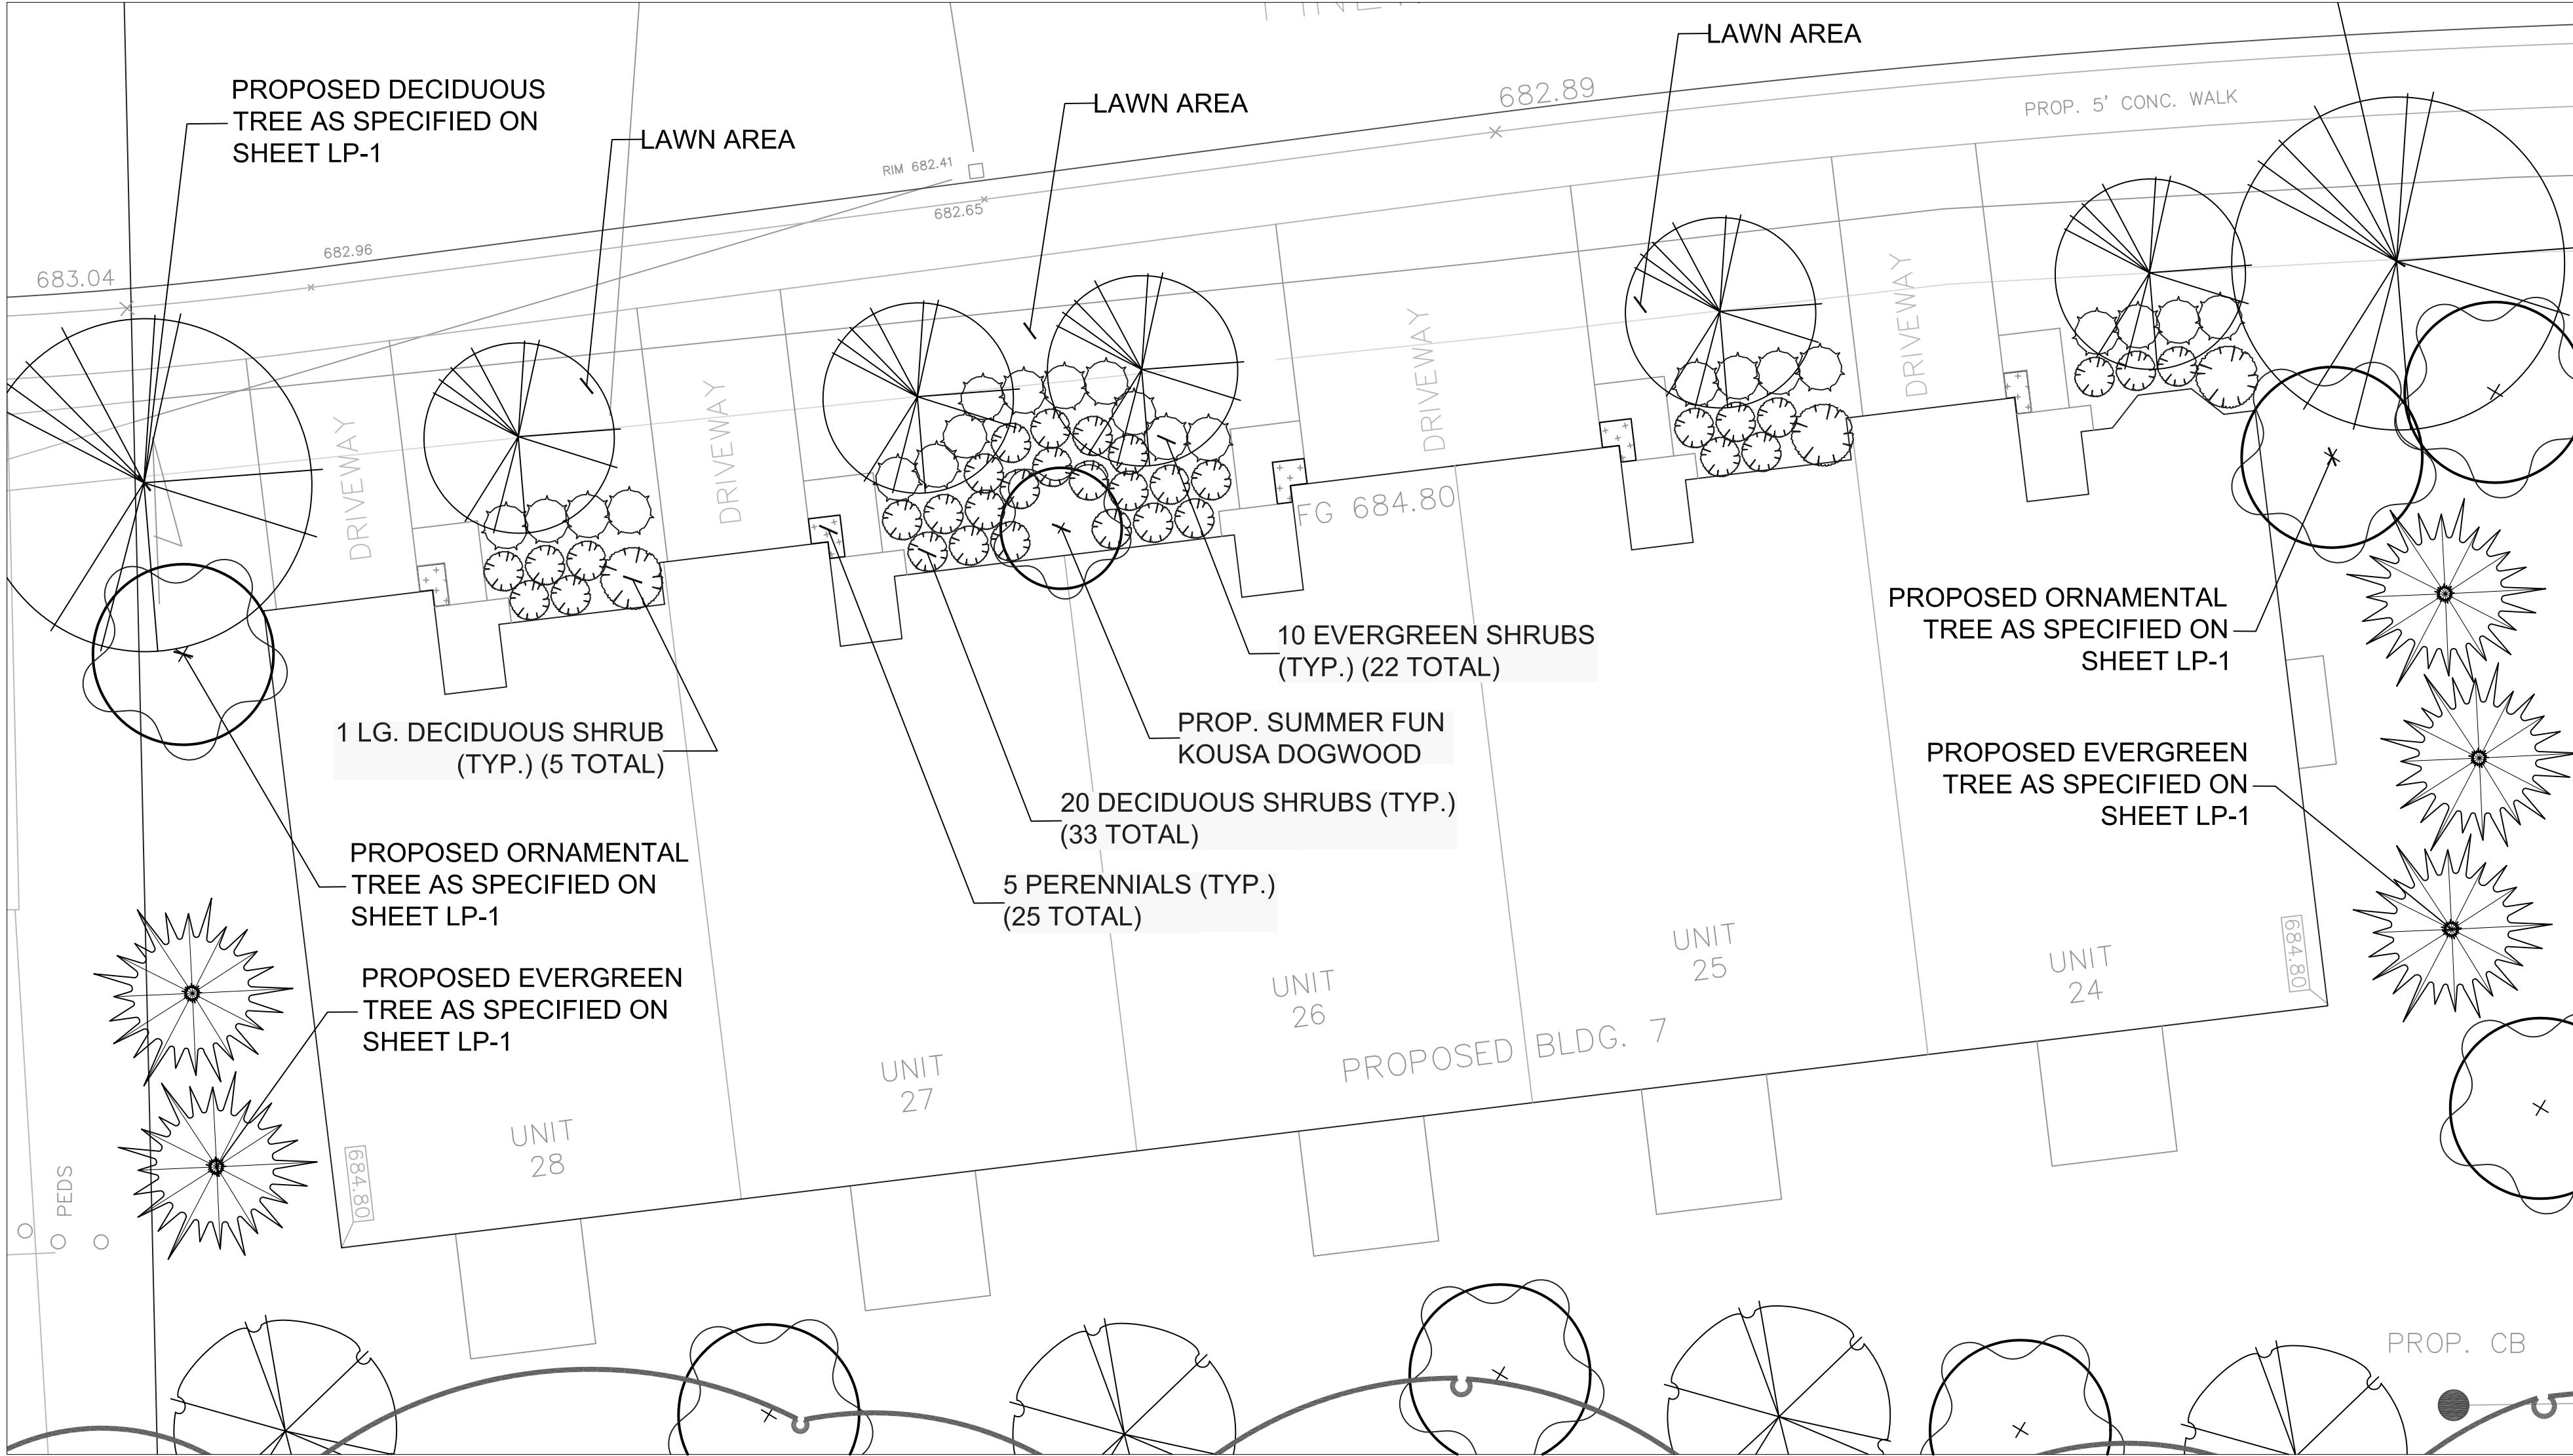 LAWN AREA
PROPOSED DECIDUOUS
TREE AS SPECIFIED ON
SHEET LP-1
LAWN AREA
LAWN AREA
682.89
PROP. 5' CONC. WALK
RIM 682.41
682.65
682.96
683.04
DRIVEWAY
DRIVEWAY
DRIVEWAY
DRIVEWAY
FG 684.80
10 EVERGREEN SHRUBS
(TYP.) (22 TOTAL)
PROPOSED ORNAMENTAL
TREE AS SPECIFIED ON
SHEET LP-1
1 LG. DECIDUOUS SHRUB
(TYP.) (5 TOTAL)
PROP. SUMMER FUN
KOUSA DOGWOOD
PROPOSED EVERGREEN
TREE AS SPECIFIED ON
SHEET LP-1
20 DECIDUOUS SHRUBS (TYP.)
(33 TOTAL)
PROPOSED ORNAMENTAL
TREE AS SPECIFIED ON
SHEET LP-1
5 PERENNIALS (TYP.)
(25 TOTAL)
PROPOSED EVERGREEN
TREE AS SPECIFIED ON
SHEET LP-1
UNIT
28
UNIT
27
UNIT
26
UNIT
25
UNIT
24
684.80
PROPOSED BLDG. 7
684.80
PEDS
PROP. CB